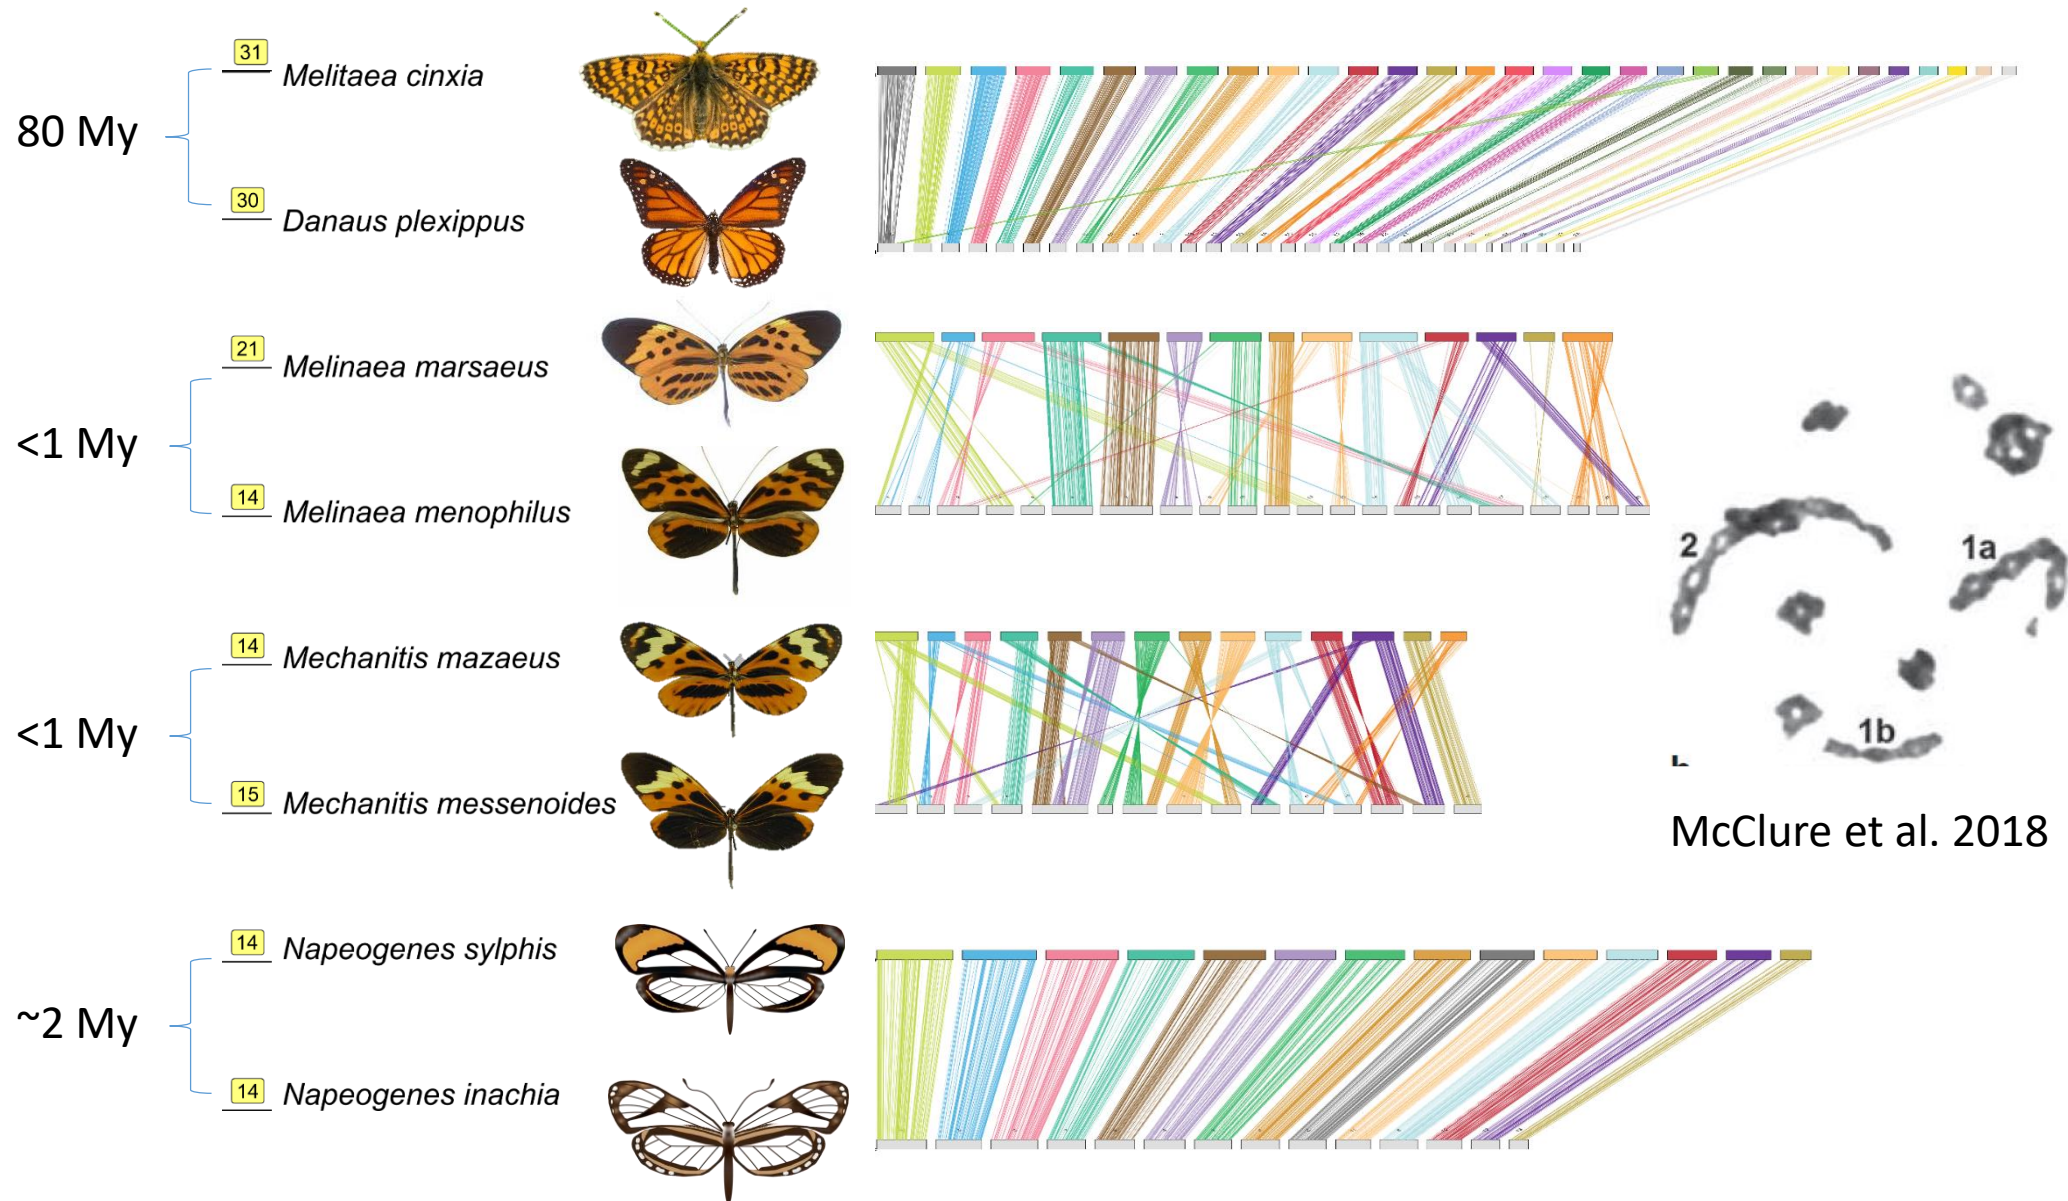 31
Melitaea cinxia
80 My
30
Danaus plexippus
21
Melinaea marsaeus
<1 My
14
Melinaea menophilus
2
1a
1b
14
Mechanitis mazaeus
<1 My
15
Mechanitis messenoides
McClure et al. 2018
14
Napeogenes sylphis
~2 My
14
Napeogenes inachia